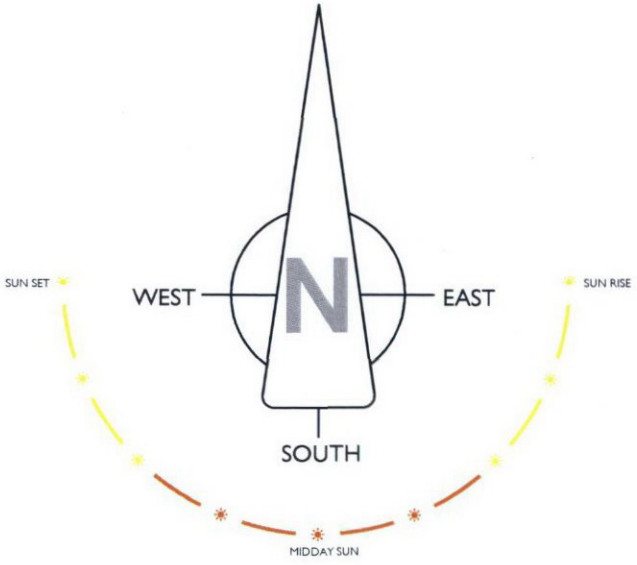 N
SUN SET
WEST
EAST
SUN RISE
SOUTH
MIDDAY SUN